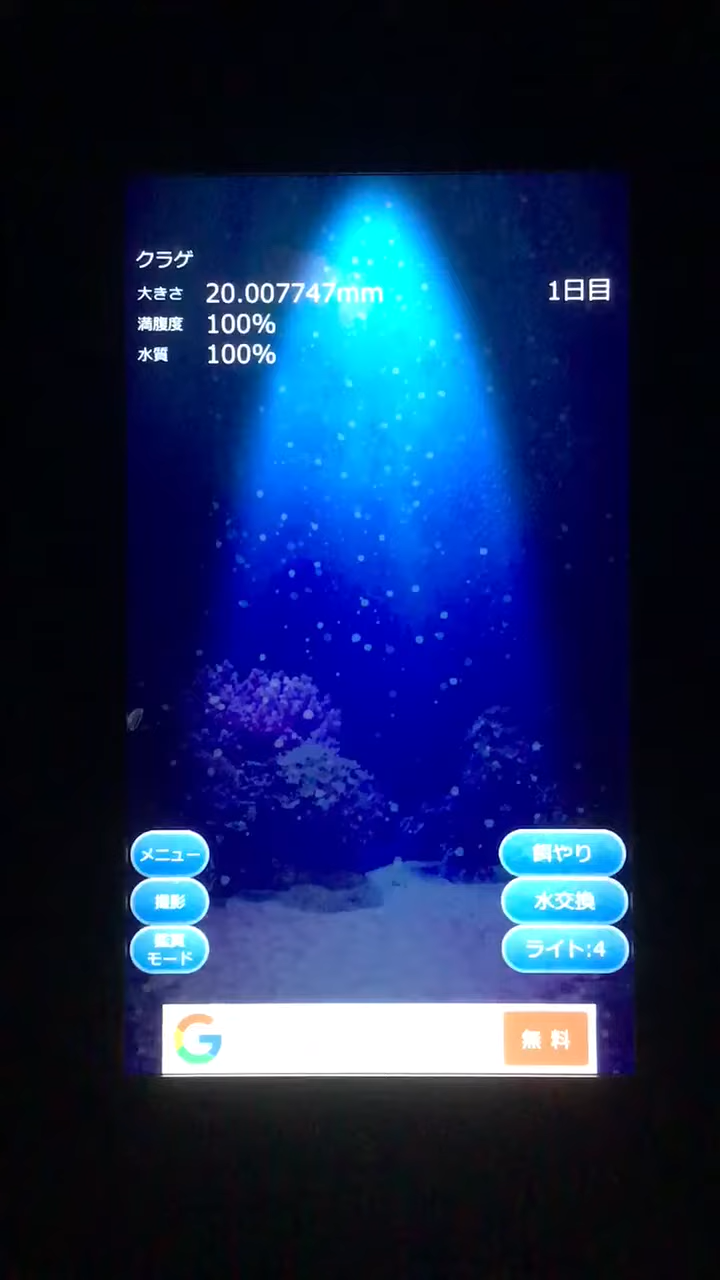 クラゲ
大きさ 20.007747mm
1日目
満腹度 100%
水質 100%
メニュー
餌やり
撮影
水交換
鑑賞
モード
ライト:4
無料